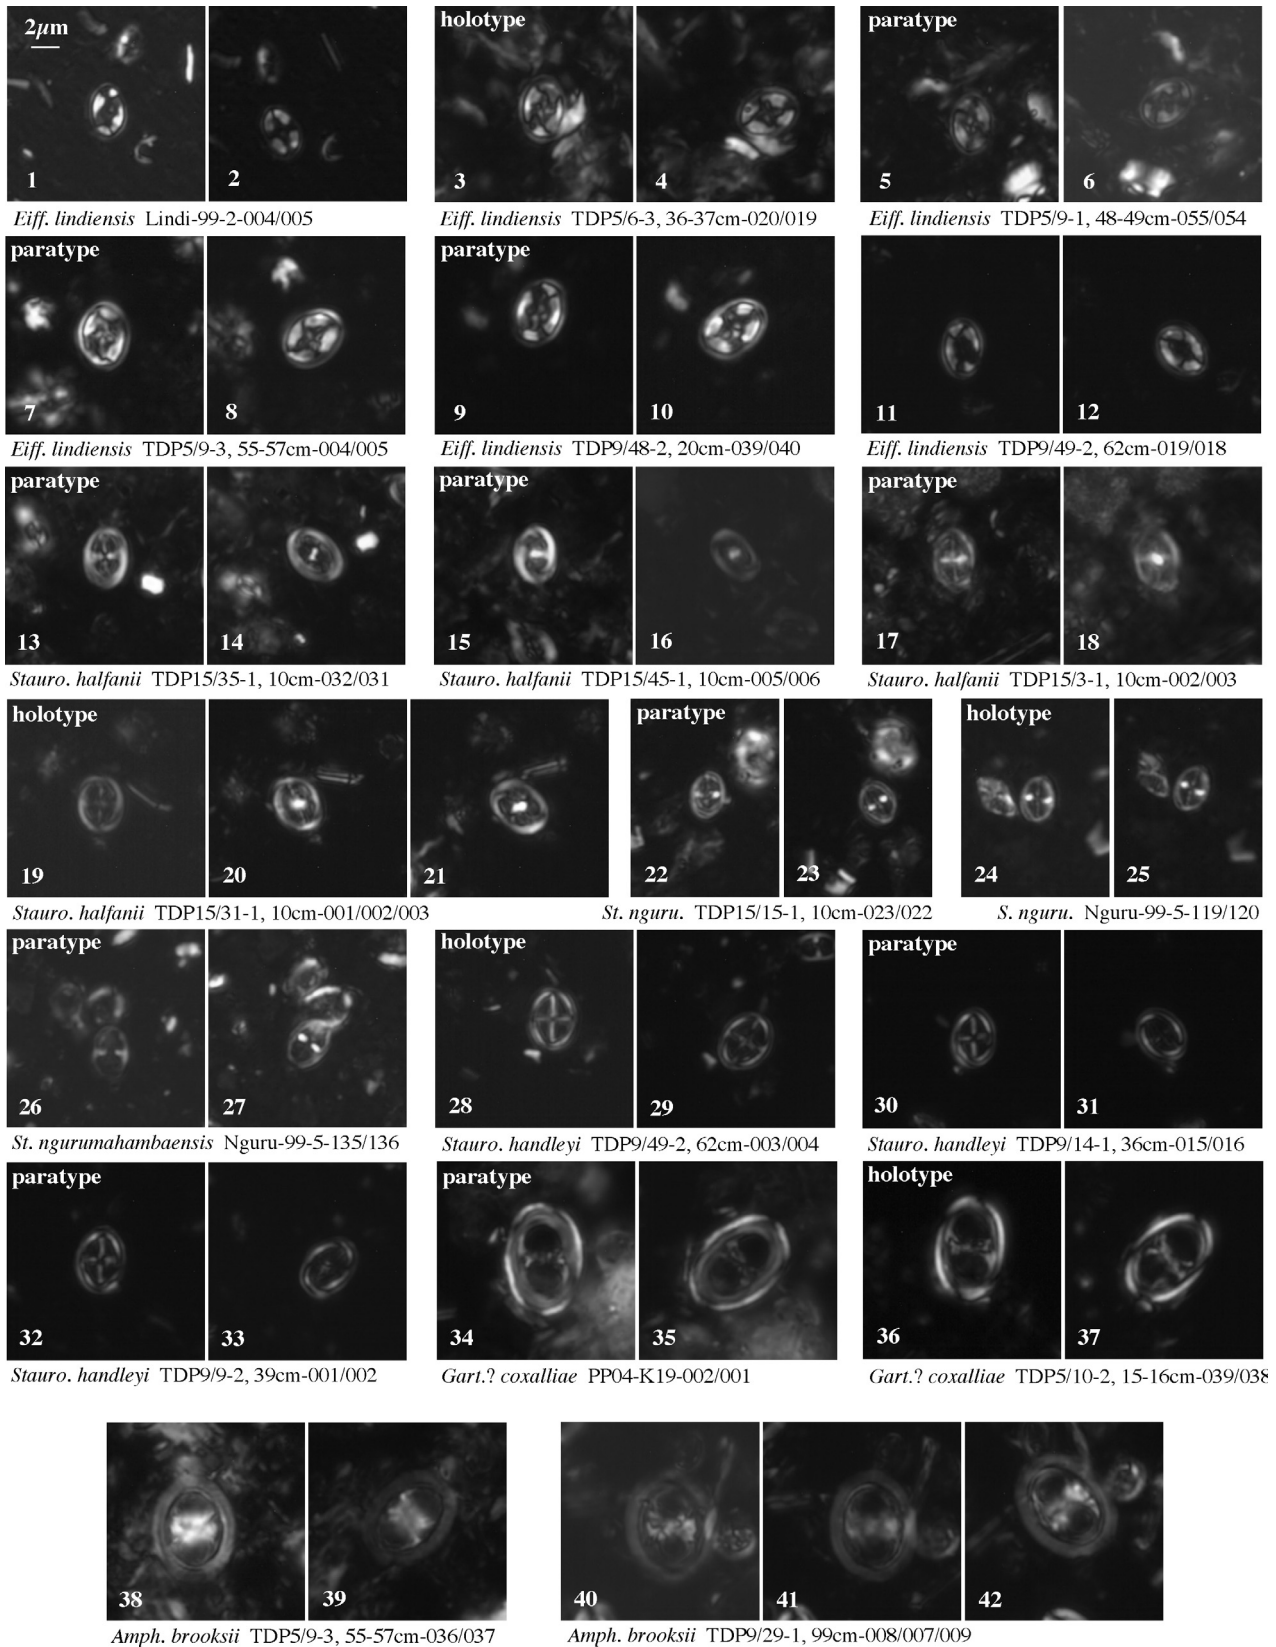 2µm
holotype
paratype
1
2
3
4
5
6
Eiff. lindiensis Lindi-99-2-004/005
Eiff. lindiensis TDP5/6-3, 36-37cm-020/019
Eiff. lindiensis TDP5/9-1, 48-49cm-055/054
paratype
paratype
7
8
9
10
11
12
Eiff. lindiensis TDP5/9-3, 55-57cm-004/005
Eiff. lindiensis TDP9/48-2, 20cm-039/040
Eiff. lindiensis TDP9/49-2, 62cm-019/018
paratype
paratype
paratype
13
14
15
16
17
18
Stauro. halfanii TDP15/35-1, 10cm-032/031
Stauro. halfanii TDP15/45-1, 10cm-005/006
Stauro. halfanii TDP15/3-1, 10cm-002/003
holotype
paratype
holotype
19
20
21
22
23
24
25
Stauro. halfanii TDP15/31-1, 10cm-001/002/003
St. nguru. TDP15/15-1, 10cm-023/022
S. nguru. Nguru-99-5-119/120
paratype
holotype
paratype
26
27
28
29
30
31
St. ngurumahambaensis Nguru-99-5-135/136
Stauro. handleyi TDP9/49-2, 62cm-003/004
Stauro. handleyi TDP9/14-1, 36cm-015/016
paratype
paratype
holotype
32
33
34
35
36
37
Stauro. handleyi TDP9/9-2, 39cm-001/002
Gart.? coxalliae PP04-K19-002/001
Gart.? coxalliae TDP5/10-2, 15-16cm-039/038
38
39
40
41
42
Amph. brooksii TDP5/9-3, 55-57cm-036/037
Amph. brooksii TDP9/29-1, 99cm-008/007/009